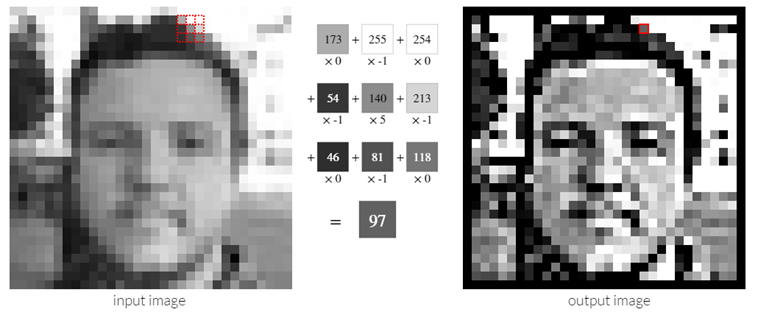 173 + 255 + 254
× 0 × -1 × 0
+ 54 + 140 + 213
× -1 × 5 × -1
+ 46 + 81 + 118
× 0 × -1 × 0
= 97
input image
output image